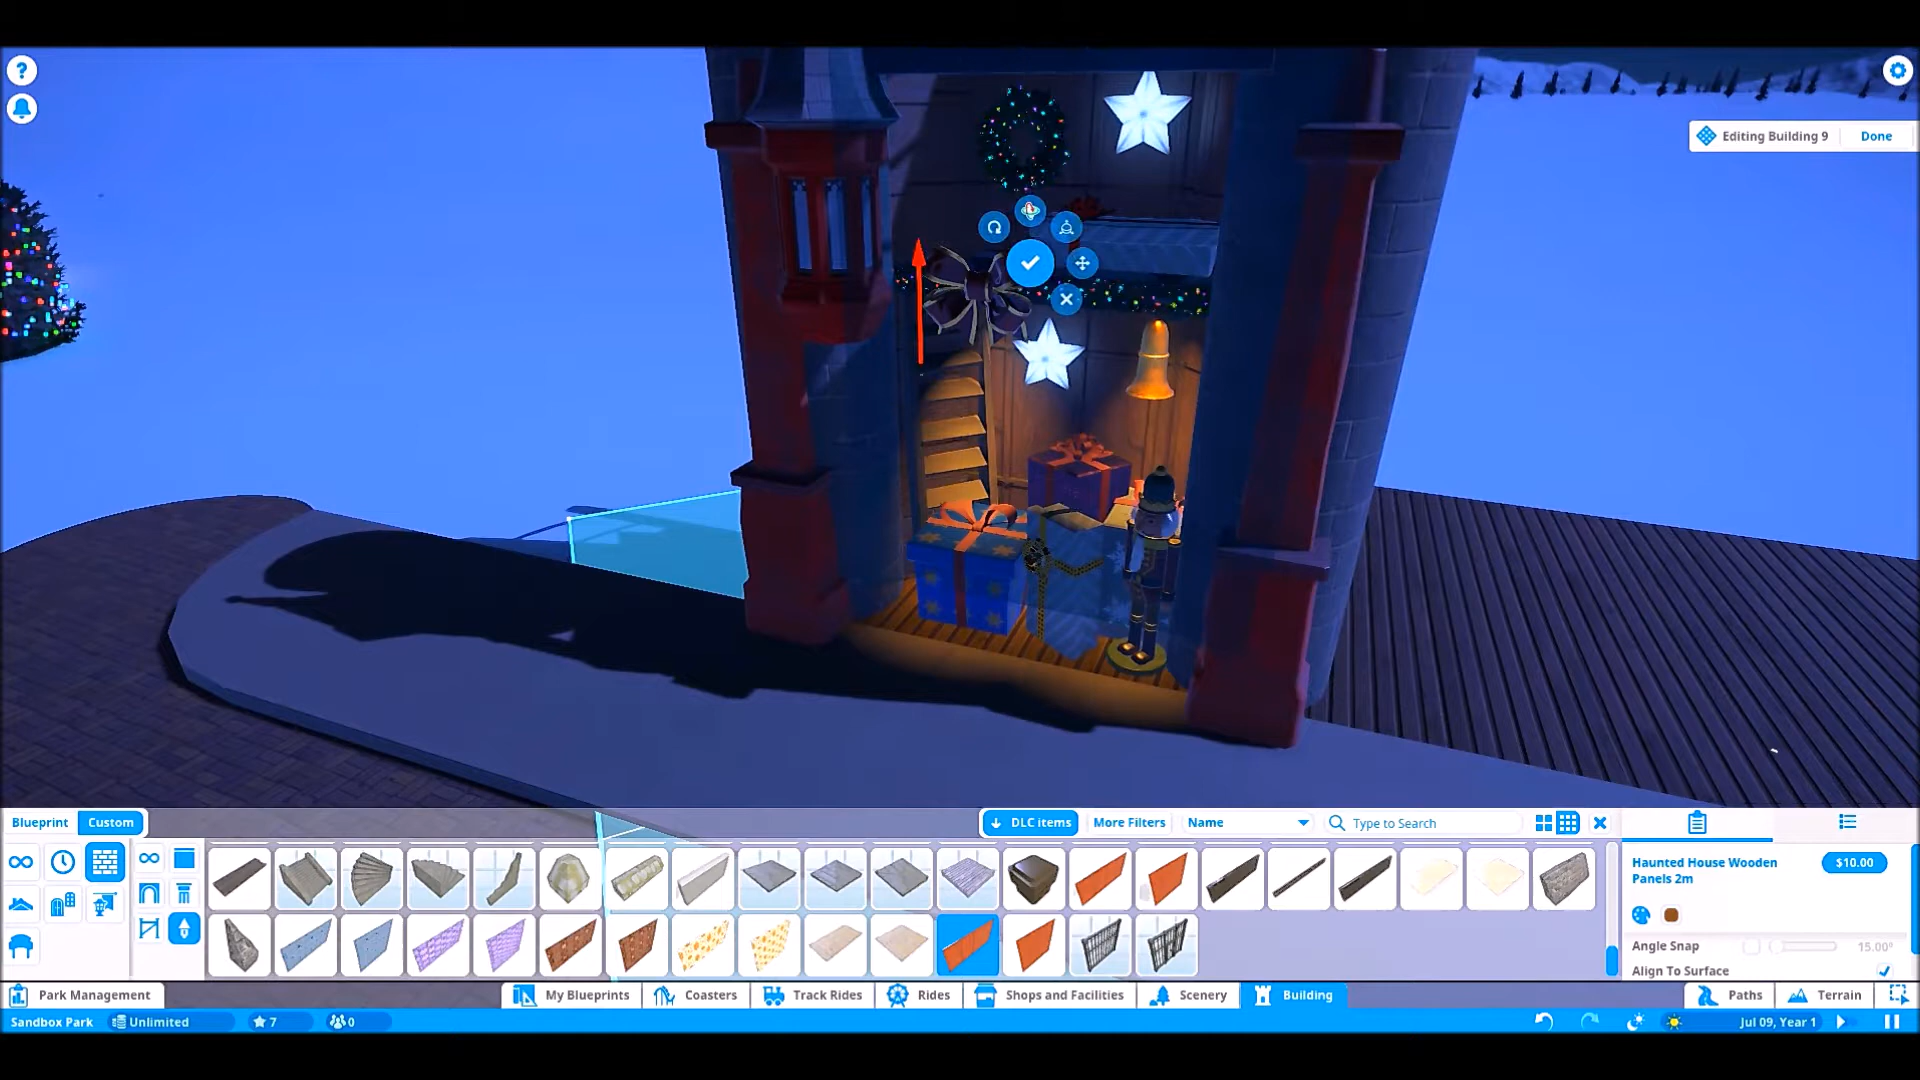 ?
Editing Building 9 Done
Blueprint Custom
DLC items More Filters Name Type to Search
Haunted House Wooden Panels 2m
$10.00
Angle Snap 15.00°
Align To Surface
Park Management My Blueprints Coasters Track Rides Rides Shops and Facilities Scenery Building Paths Terrain
Sandbox Park Unlimited 7 0 Jul 09, Year 1